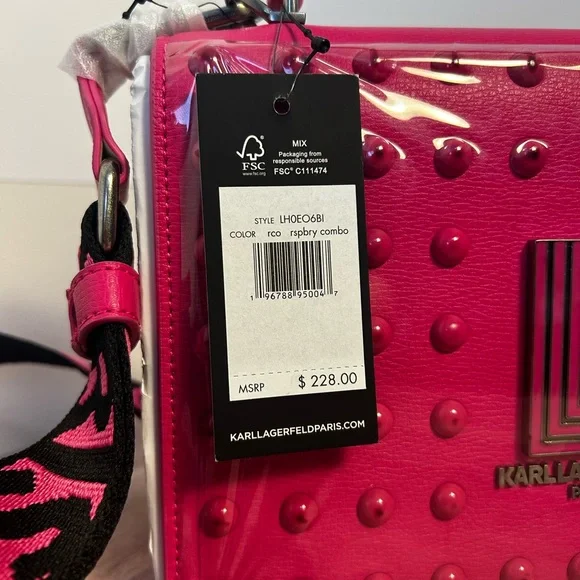 MIX
Packaging from
responsible sources
FSC® C111474
FSC
www.fsc.org
STYLE LH0EO6BI
COLOR rco rspbry combo
1 96788 95004 7
MSRP $ 228.00
KARLLAGERFELDPARIS.COM
KARL LA
P